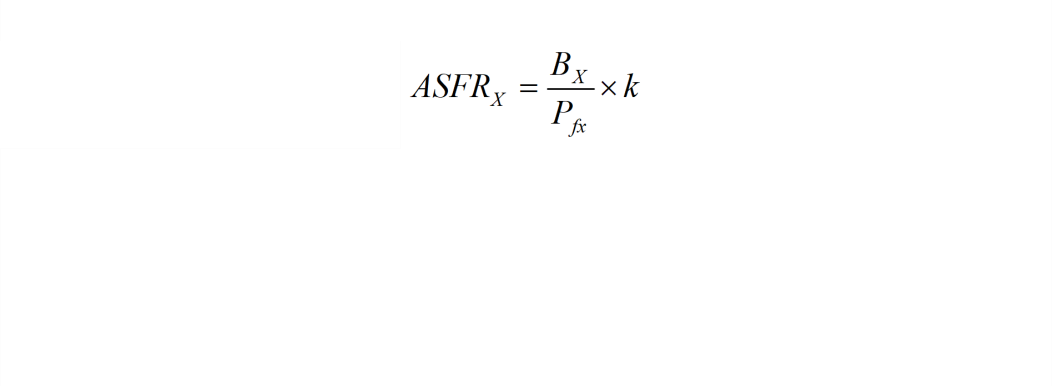 ASFR_X = B_X / P_fx × k